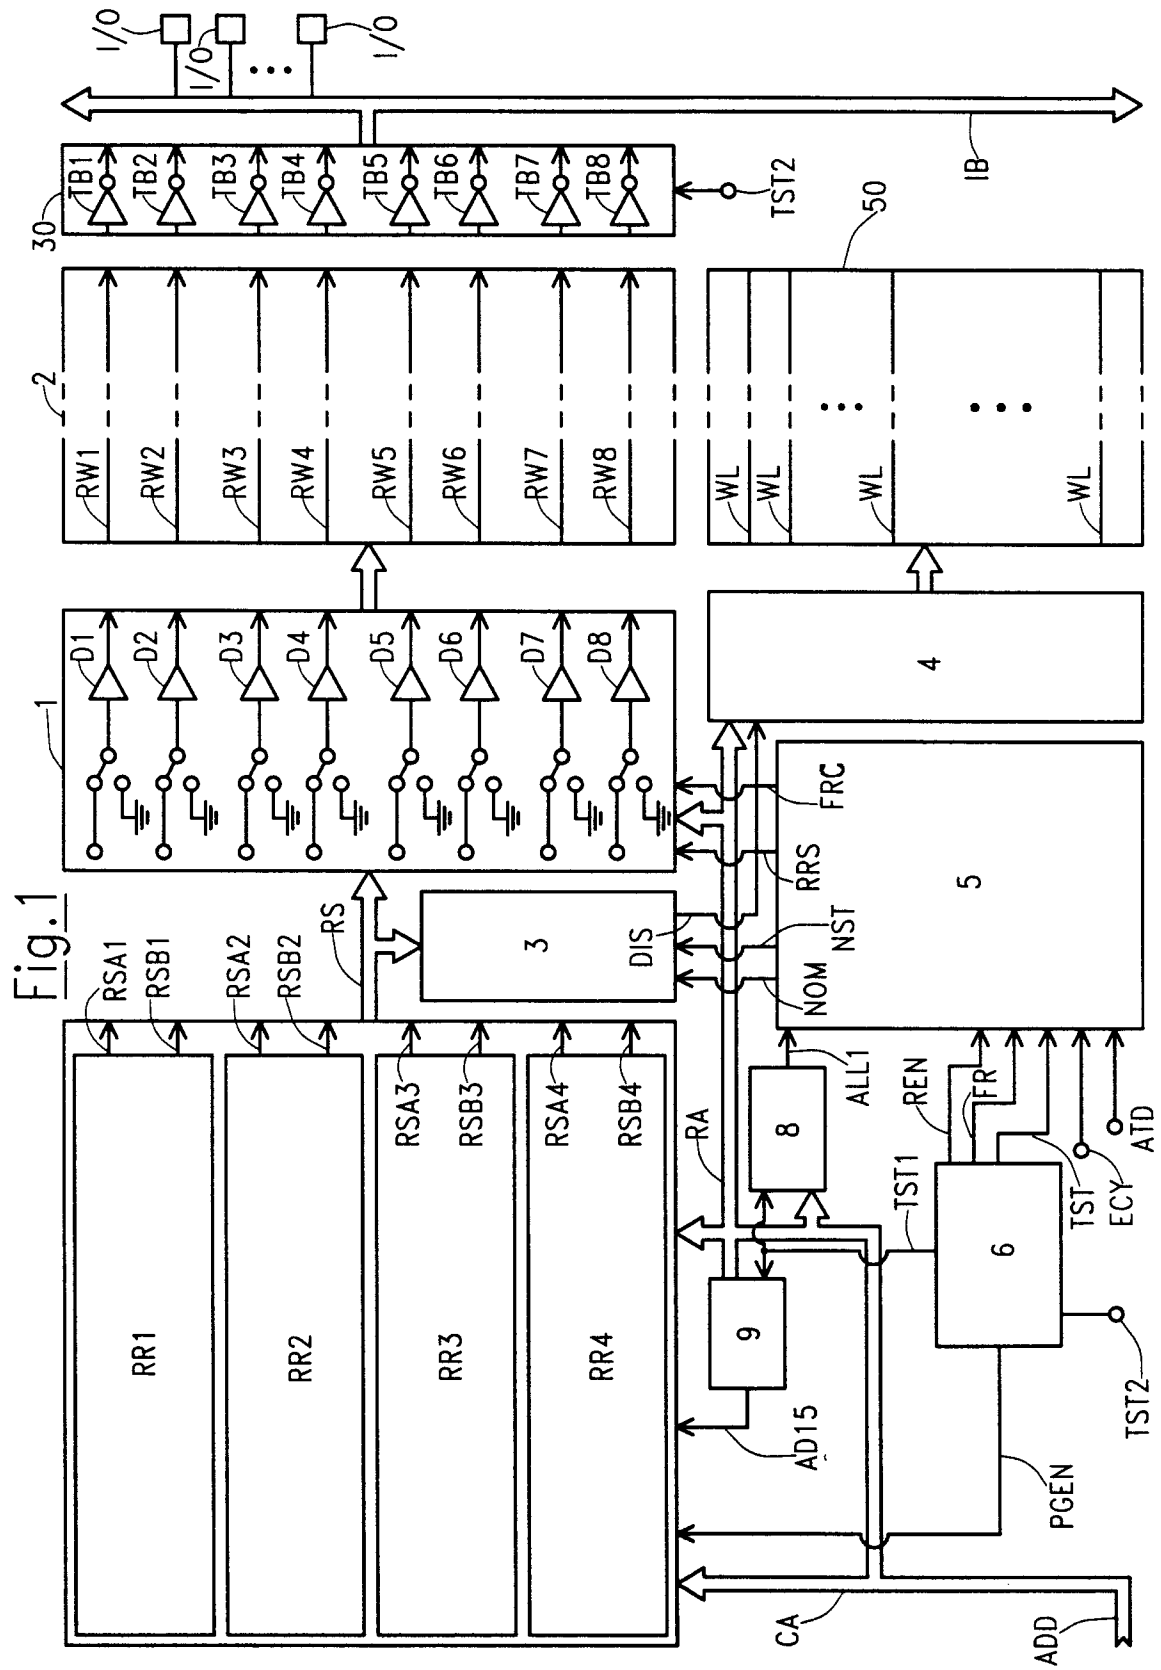 Fig.1
RR1
RR2
RR3
RR4
RSA1
RSB1
RSA2
RSB2
RSA3
RSB3
RSA4
RSB4
RS
3
1
D1
D2
D3
D4
D5
D6
D7
D8
2
RW1
RW2
RW3
RW4
RW5
RW6
RW7
RW8
30
TB1
TB2
TB3
TB4
TB5
TB6
TB7
TB8
TST2
I/O
I/O
I/O
IB
50
WL
WL
WL
WL
4
FRC
RRS
DIS
NST
NOM
5
RA
ALL1
8
9
AD15
REN
FR
TST
TST1
ECY
ATD
6
TST2
PGEN
CA
ADD